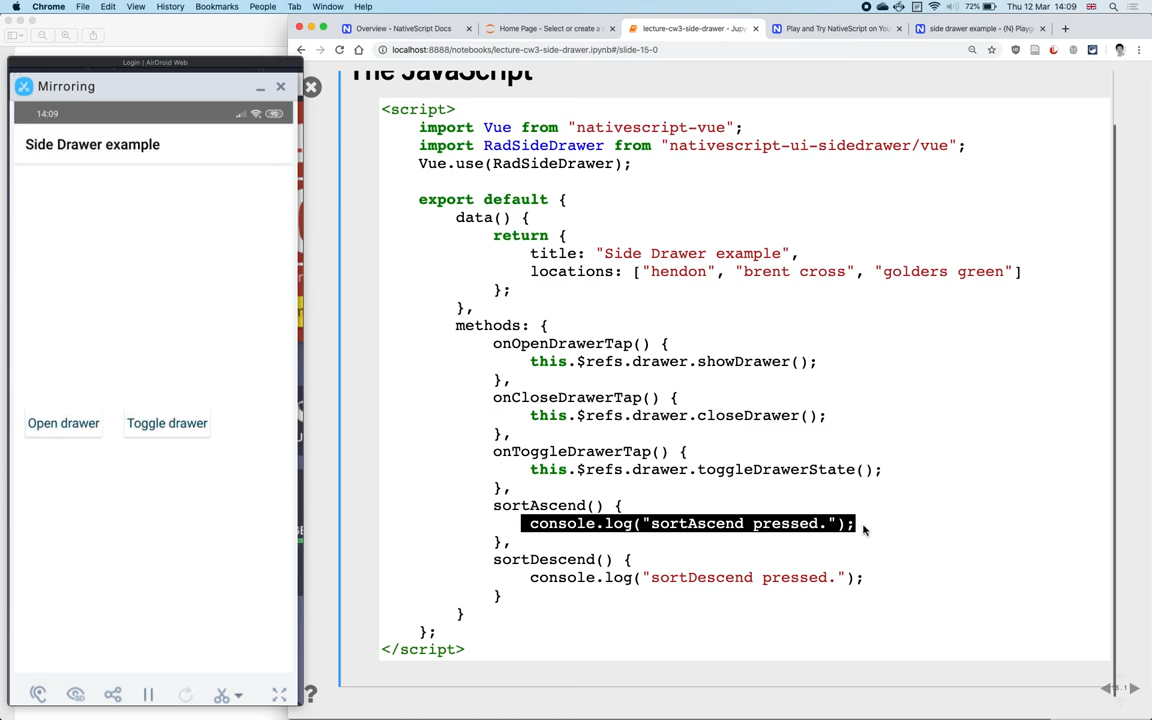 Chrome File Edit View History Bookmarks People Tab Window Help 72% Thu 12 Mar 14:09
Overview - NativeScript Docs
Home Page - Select or create a
lecture-cw3-side-drawer - Jupy
Play and Try NativeScript on You
side drawer example - {N} Playg
localhost:8888/notebooks/lecture-cw3-side-drawer.ipynb#/slide-15-0
Login | AirDroid Web
Mirroring
14:09
Side Drawer example
Open drawer Toggle drawer
The JavaScript
<script>
import Vue from "nativescript-vue";
import RadSideDrawer from "nativescript-ui-sidedrawer/vue";
Vue.use(RadSideDrawer);
export default {
data() {
return {
title: "Side Drawer example",
locations: ["hendon", "brent cross", "golders green"]
};
},
methods: {
onOpenDrawerTap() {
this.$refs.drawer.showDrawer();
},
onCloseDrawerTap() {
this.$refs.drawer.closeDrawer();
},
onToggleDrawerTap() {
this.$refs.drawer.toggleDrawerState();
},
sortAscend() {
console.log("sortAscend pressed.");
},
sortDescend() {
console.log("sortDescend pressed.");
}
}
};
</script>